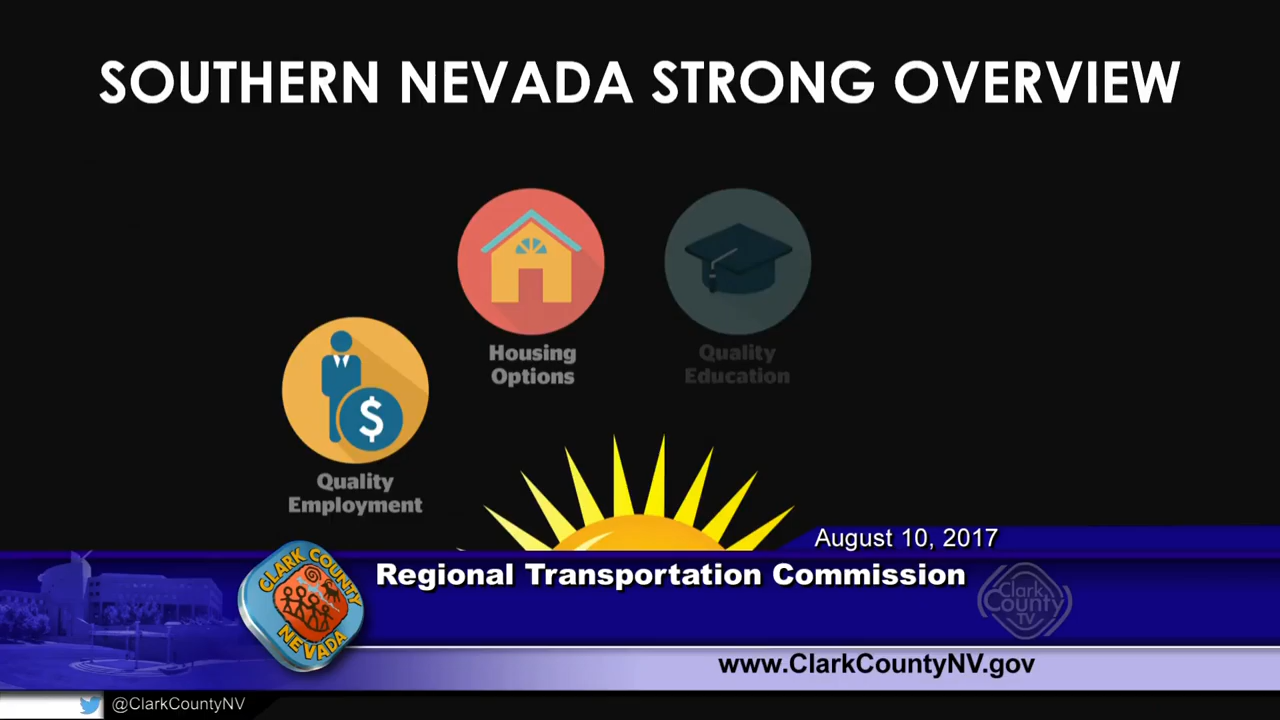 SOUTHERN NEVADA STRONG OVERVIEW
Housing
Options
Quality
Education
$
Quality
Employment
August 10, 2017
Regional Transportation Commission
CLARK COUNTY
NEVADA
Clark
County
TV
www.ClarkCountyNV.gov
@ClarkCountyNV